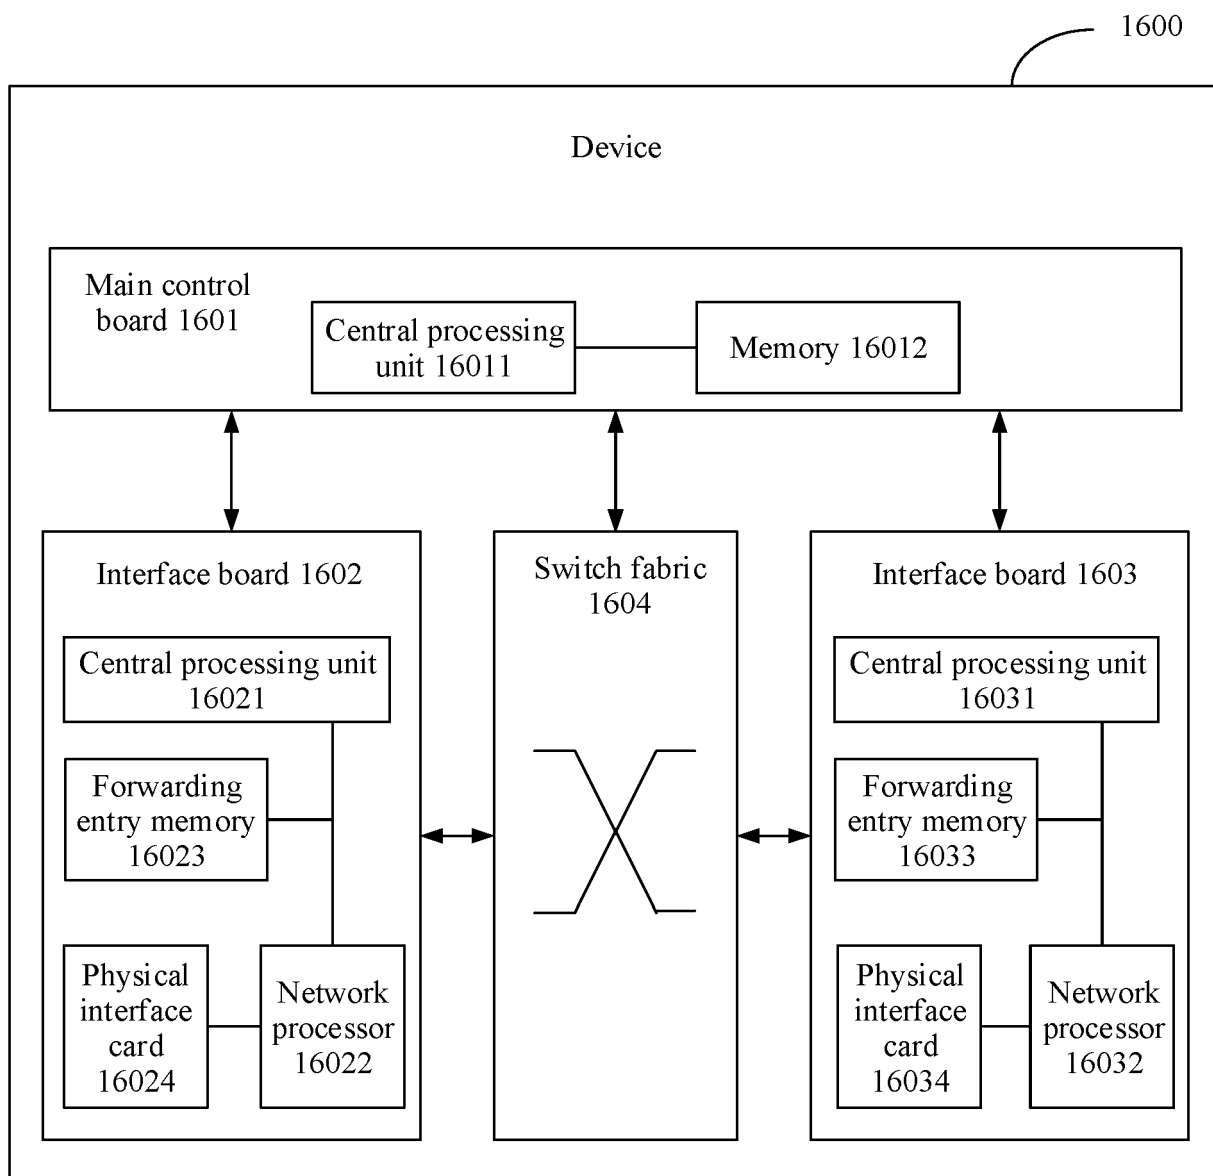 1600
Device
Main control
board 1601
Central processing
unit 16011
Memory 16012
Interface board 1602
Central processing unit
16021
Forwarding
entry memory
16023
Physical
interface
card
16024
Network
processor
16022
Switch fabric
1604
Interface board 1603
Central processing unit
16031
Forwarding
entry memory
16033
Physical
interface
card
16034
Network
processor
16032